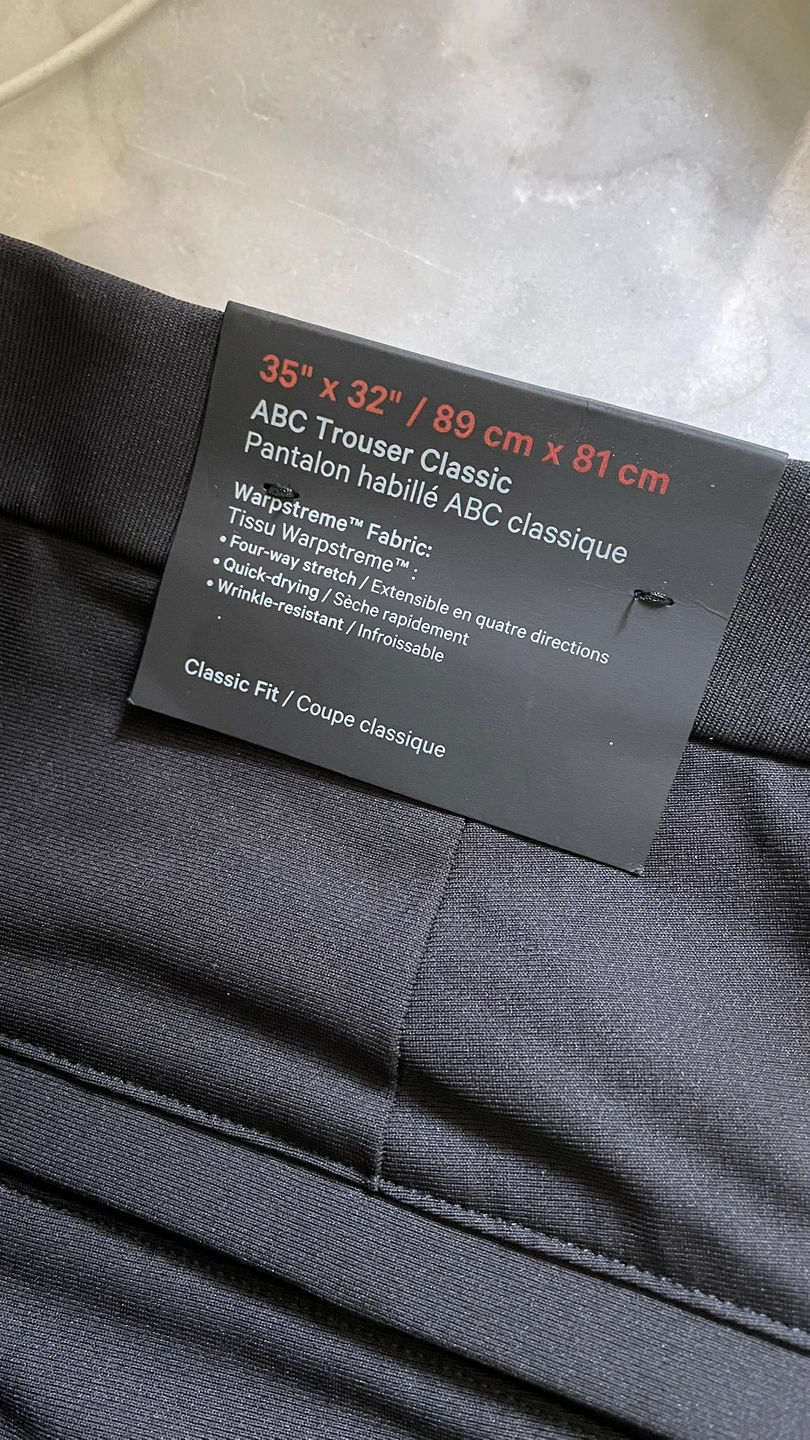 35" x 32" / 89 cm x 81 cm
ABC Trouser Classic
Pantalon habillé ABC classique
Warpstreme™ Fabric:
Tissu Warpstreme™ :
• Four-way stretch / Extensible en quatre directions
• Quick-drying / Sèche rapidement
• Wrinkle-resistant / Infroissable
Classic Fit / Coupe classique